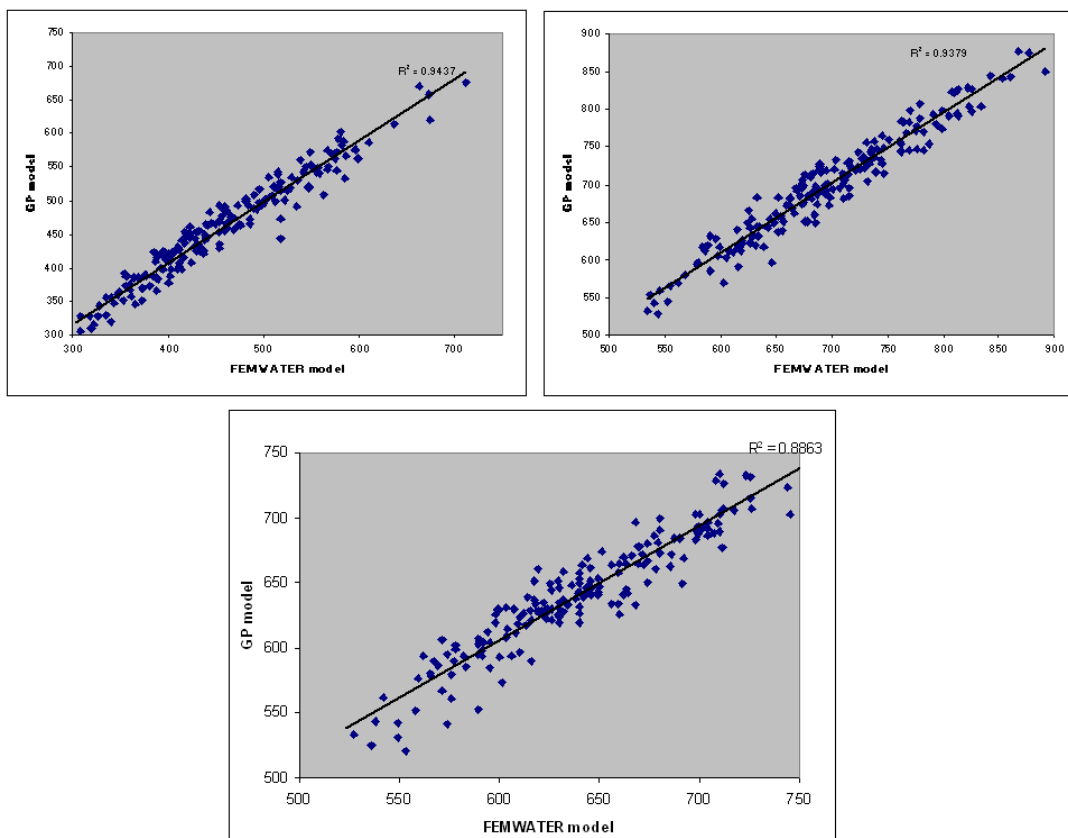 750
700
650
600
550
500
450
400
350
300
GP model
R² = 0.9437
300 400 500 600 700
FEMWATER model
900
850
800
750
700
650
600
550
500
GP model
R² = 0.9379
500 550 600 650 700 750 800 850 900
FEMWATER model
750
700
650
600
550
500
GP model
R² = 0.8863
500 550 600 650 700 750
FEMWATER model